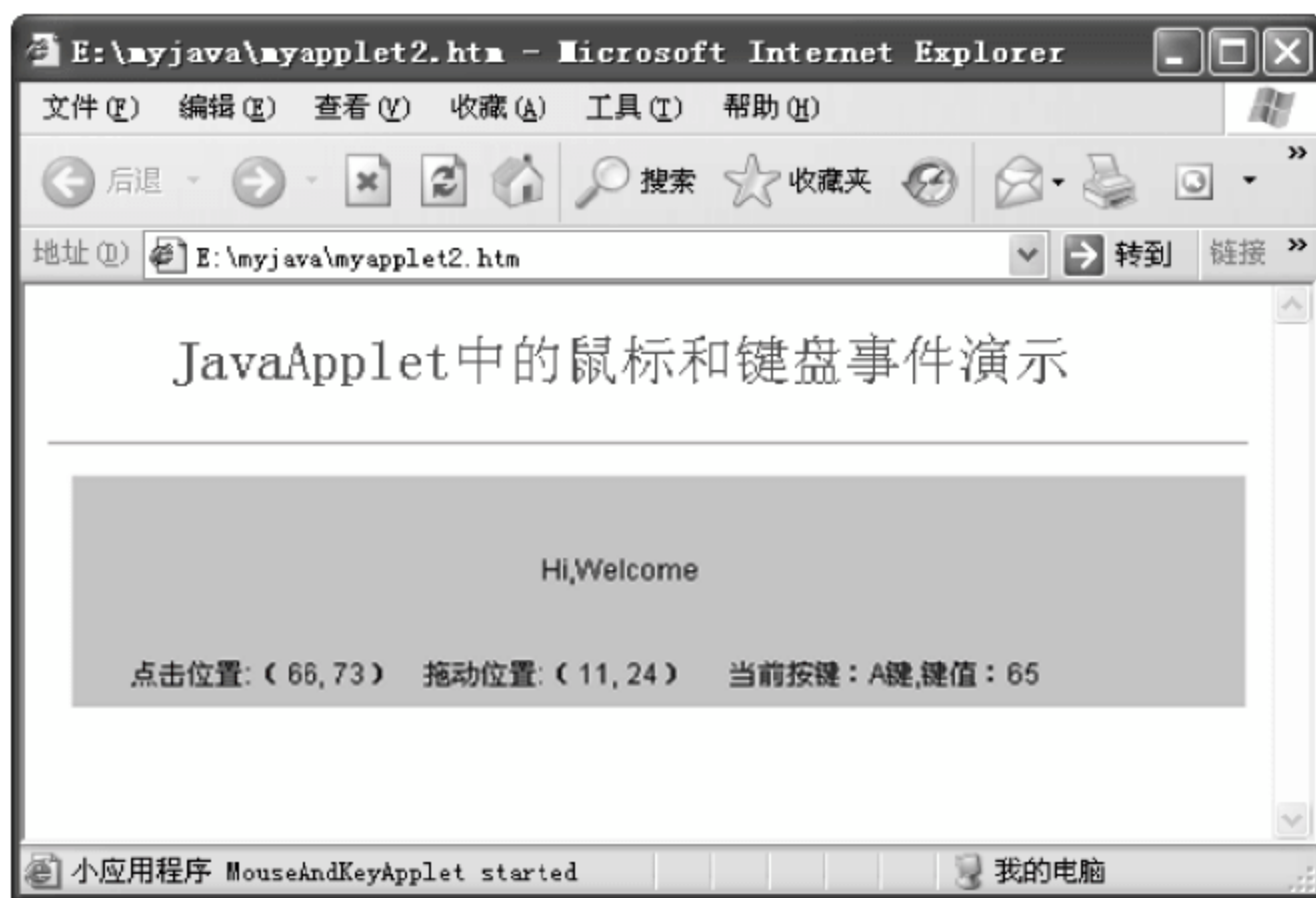 E:\myjava\myapplet2.htm - Microsoft Internet Explorer
文件(F) 编辑(E) 查看(V) 收藏(A) 工具(T) 帮助(H)
后退 搜索 收藏夹 »
地址(D) E:\myjava\myapplet2.htm 转到 链接 »
JavaApplet中的鼠标和键盘事件演示
Hi,Welcome
点击位置:(66,73) 拖动位置:(11,24) 当前按键：A键,键值：65
小应用程序 MouseAndKeyApplet started 我的电脑